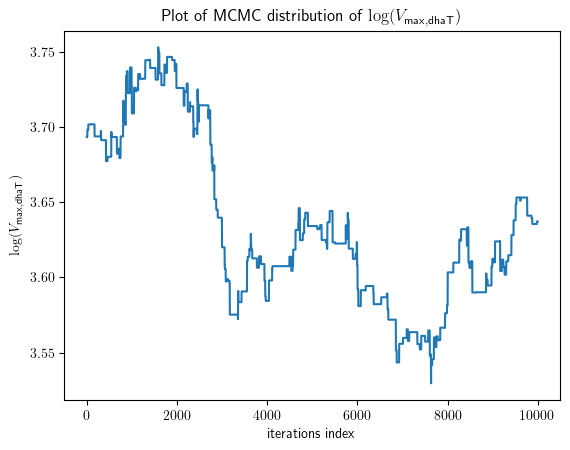 Plot of MCMC distribution of log(V_max,dhaT)
log(V_max,dhaT)
3.75
3.70
3.65
3.60
3.55
0 2000 4000 6000 8000 10000
iterations index